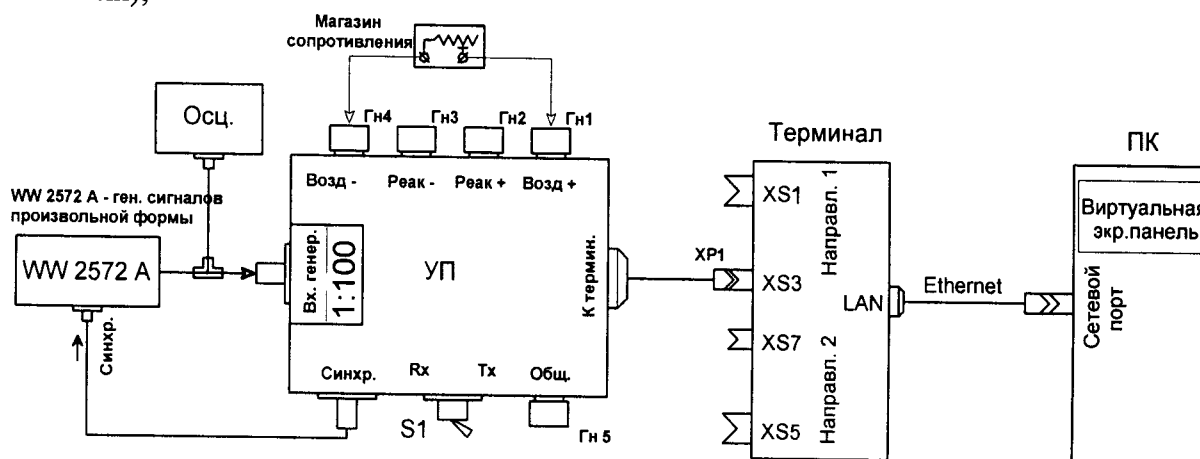 Магазин
сопротивления
Осц.
Гн4
Гн3
Гн2
Гн1
Терминал
ПК
Возд -
Реак -
Реак +
Возд +
WW 2572 A - ген. сигналов
произвольной формы
WW 2572 A
Вх. генер.
1:100
УП
К термин.
XP1
XS1
XS3
XS7
XS5
Направл. 1
Направл. 2
LAN
Ethernet
Виртуальная
экр.панель
Сетевой
порт
Синхр.
Синхр.
Rx
Tx
Общ.
S1
Гн 5